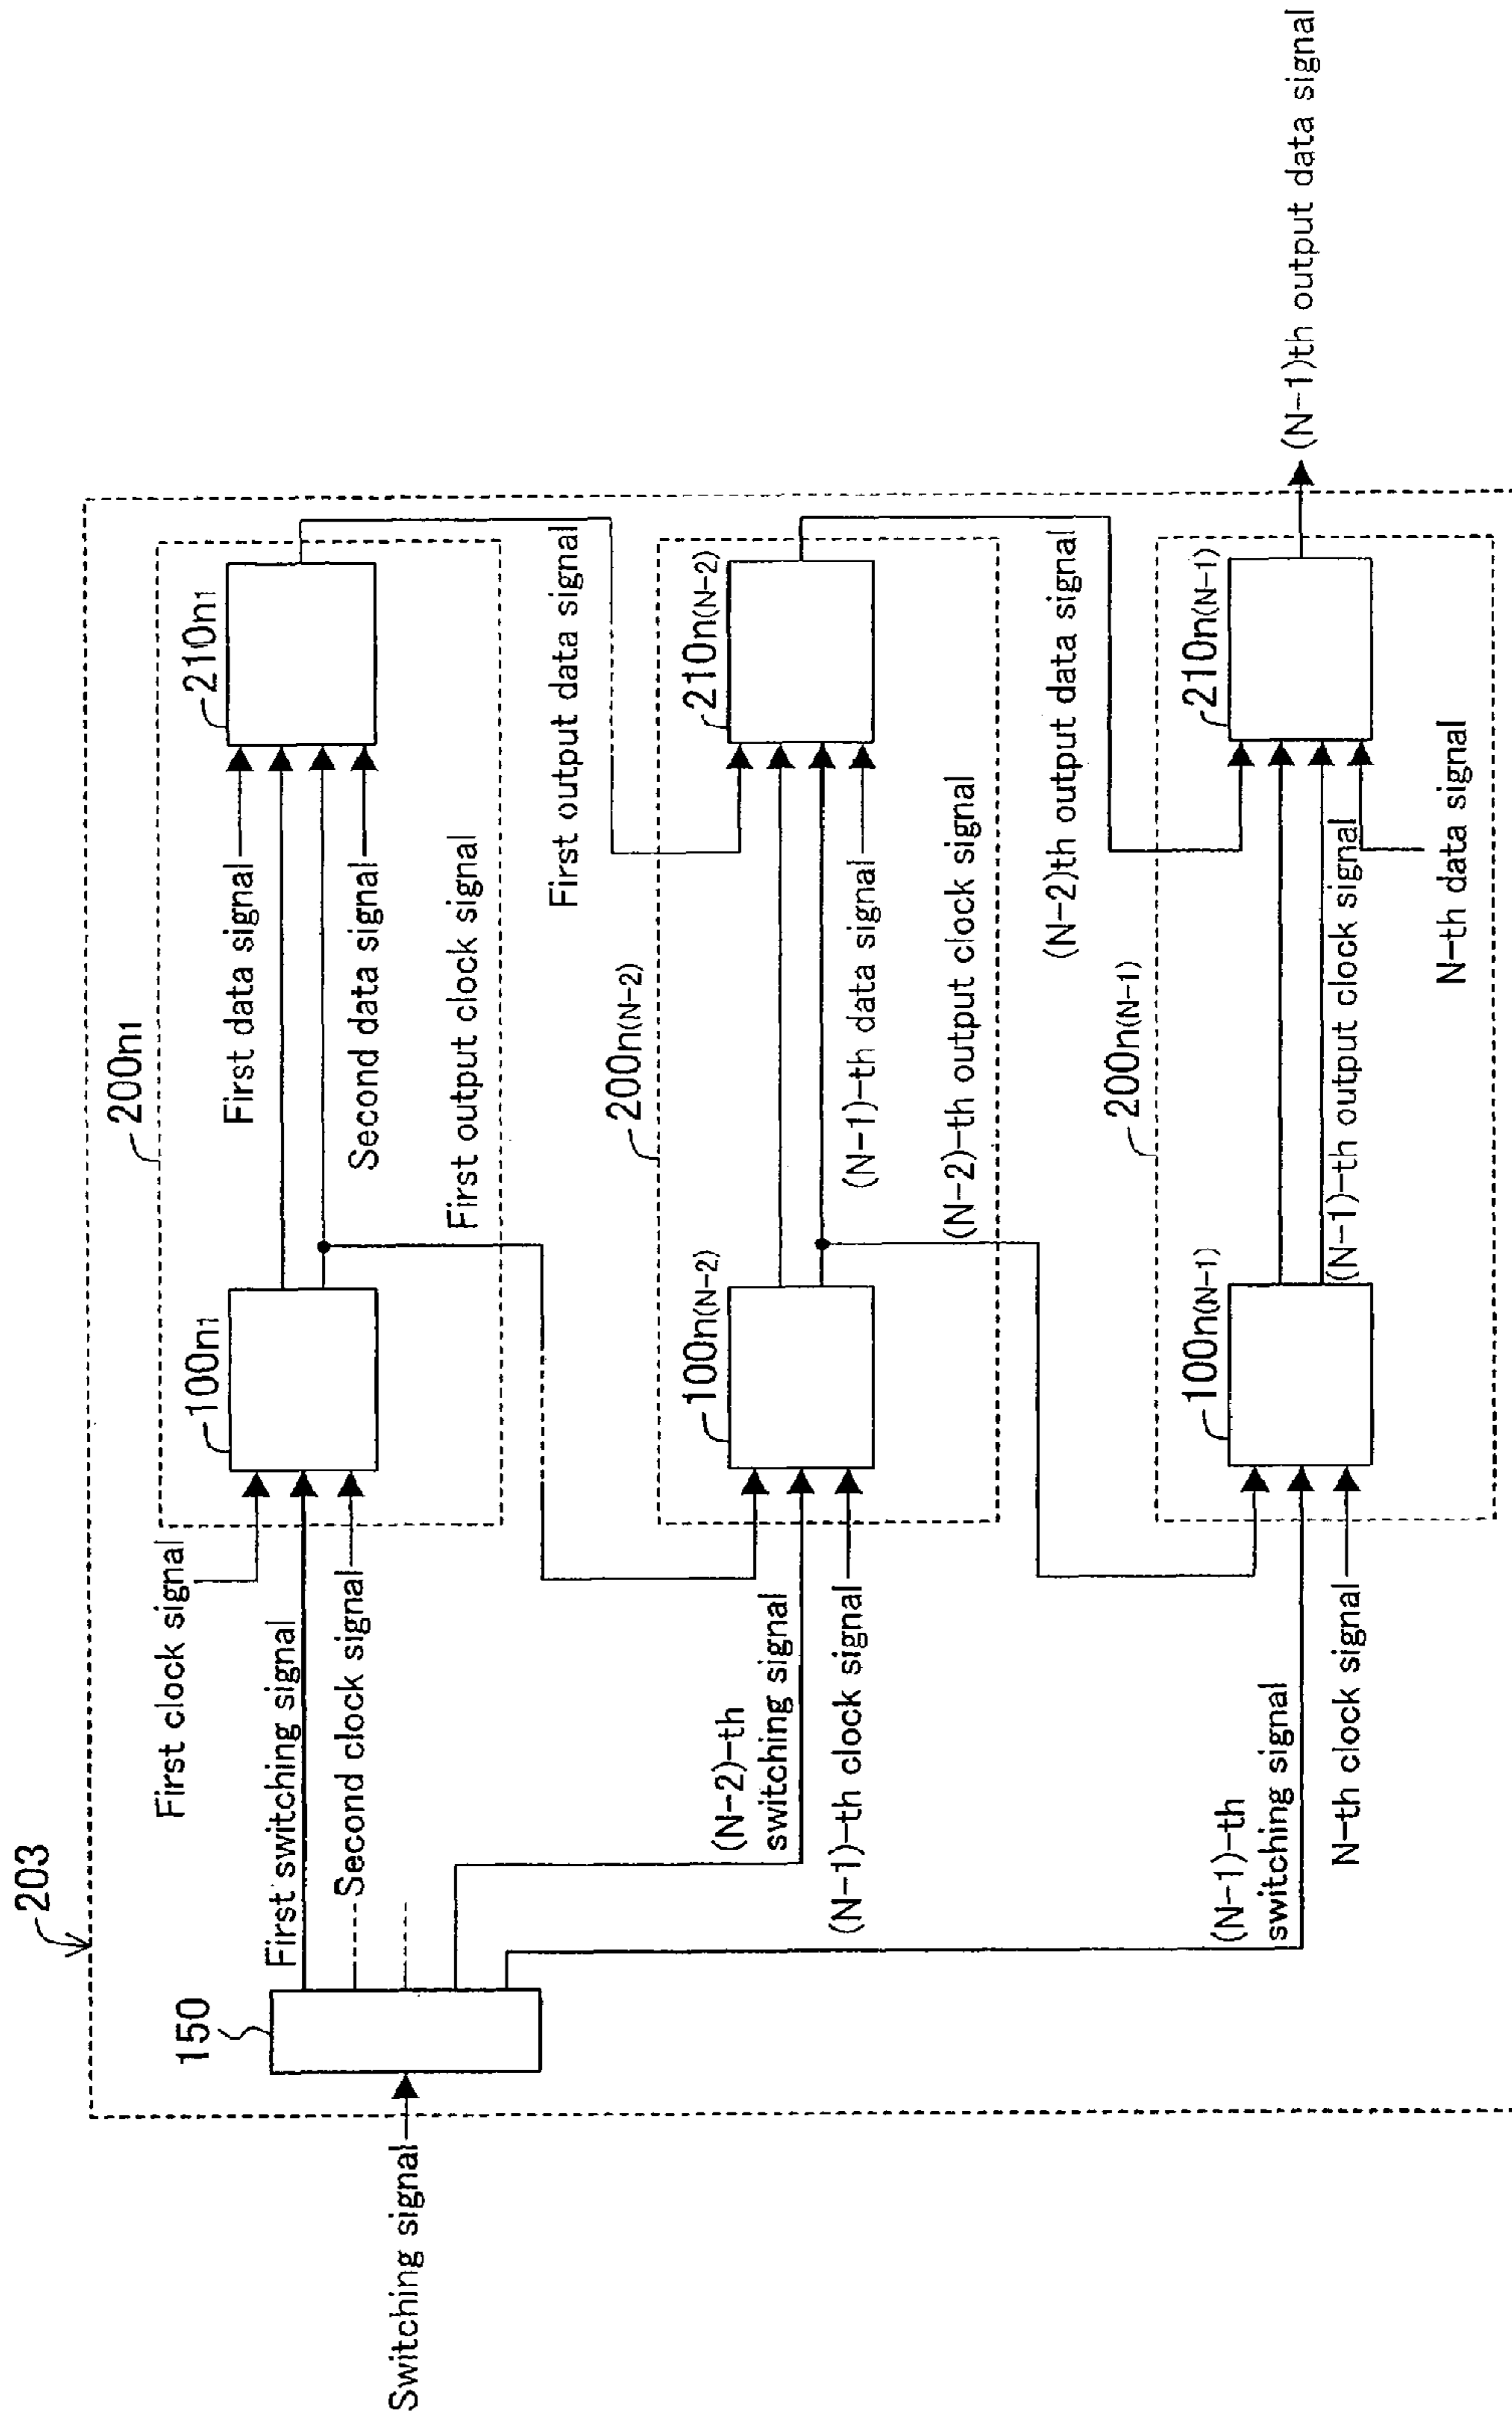 203
Switching signal
150
First clock signal
First switching signal
Second clock signal
200n1
100n1
210n1
First data signal
Second data signal
First output clock signal
First output data signal
(N-2)-th
switching signal
(N-1)-th clock signal
200n(N-2)
100n(N-2)
210n(N-2)
(N-1)-th data signal
(N-2)-th output clock signal
(N-2)th output data signal
(N-1)-th
switching signal
N-th clock signal
200n(N-1)
100n(N-1)
210n(N-1)
(N-1)-th output clock signal
N-th data signal
(N-1)th output data signal